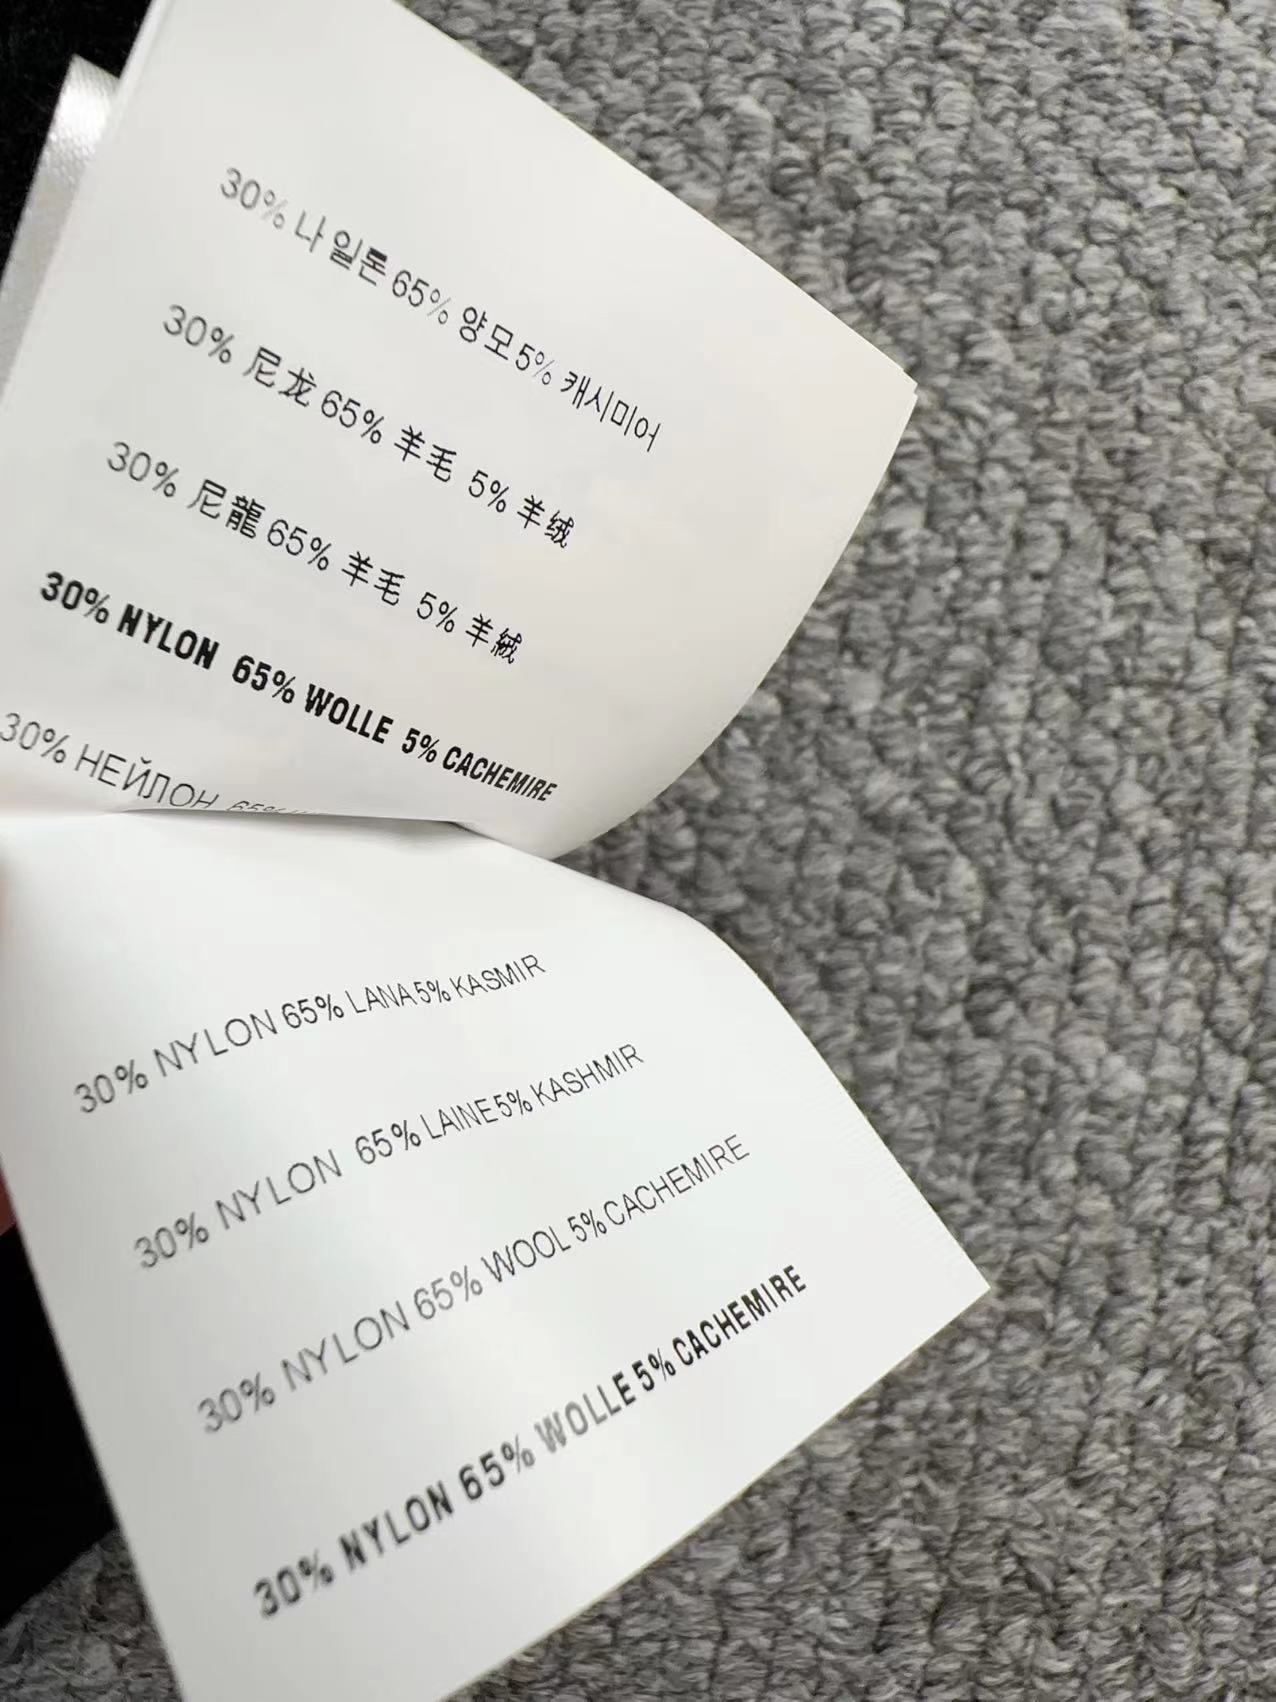 30% 나일론 65% 양모 5% 캐시미어
30% 尼龙 65% 羊毛 5% 羊绒
30% 尼龍 65% 羊毛 5% 羊絨
30% NYLON 65% WOLLE 5% CACHEMIRE
30% НЕЙЛОН 65%
30% NYLON 65% LANA 5% KASMIR
30% NYLON 65% LAINE 5% KASHMIR
30% NYLON 65% WOOL 5% CACHEMIRE
30% NYLON 65% WOLLE 5% CACHEMIRE